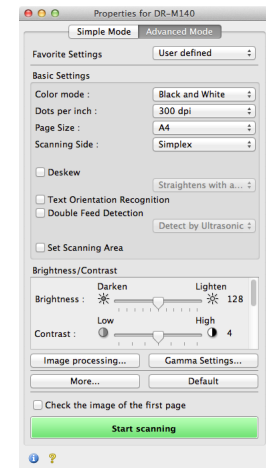 Properties for DR-M140
Simple Mode Advanced Mode
Favorite Settings User defined
Basic Settings
Color mode : Black and White
Dots per inch : 300 dpi
Page Size : A4
Scanning Side : Simplex
Deskew
Straightens with a...
Text Orientation Recognition
Double Feed Detection
Detect by Ultrasonic
Set Scanning Area
Brightness/Contrast
Darken Lighten
Brightness : 128
Low High
Contrast : 4
Image processing... Gamma Settings...
More... Default
Check the image of the first page
Start scanning